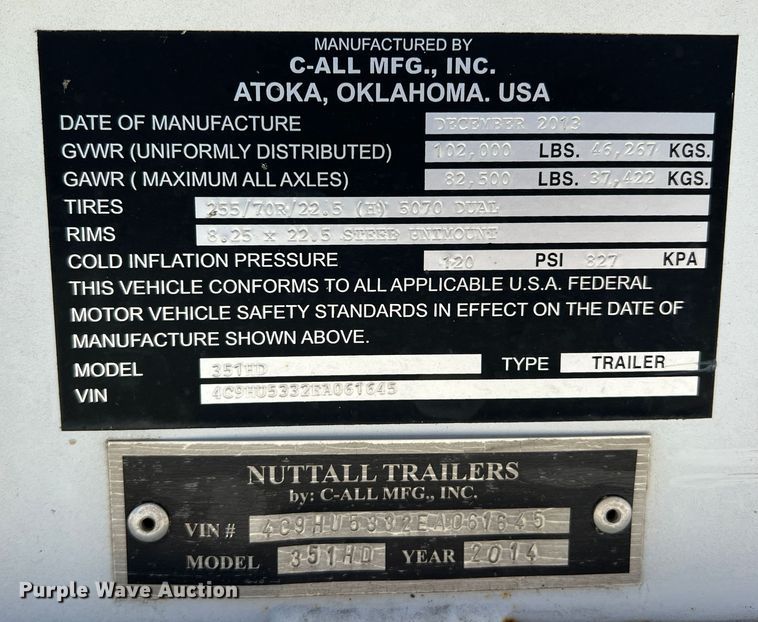 MANUFACTURED BY
C-ALL MFG., INC.
ATOKA, OKLAHOMA. USA
DATE OF MANUFACTURE DECEMBER 2013
GVWR (UNIFORMLY DISTRIBUTED) 102,000 LBS. 46,267 KGS.
GAWR ( MAXIMUM ALL AXLES) 82,500 LBS. 37,422 KGS.
TIRES 255/70R/22.5 (H) 5070 DUAL
RIMS 8.25 x 22.5 STEEL UNTMOUNT
COLD INFLATION PRESSURE 120 PSI 827 KPA
THIS VEHICLE CONFORMS TO ALL APPLICABLE U.S.A. FEDERAL
MOTOR VEHICLE SAFETY STANDARDS IN EFFECT ON THE DATE OF
MANUFACTURE SHOWN ABOVE.
MODEL 351HD TYPE TRAILER
VIN 4C9HU5332EA061645
NUTTALL TRAILERS
by: C-ALL MFG., INC.
VIN # 4C9HU5332EA061645
MODEL 351HD YEAR 2014
Purple Wave Auction